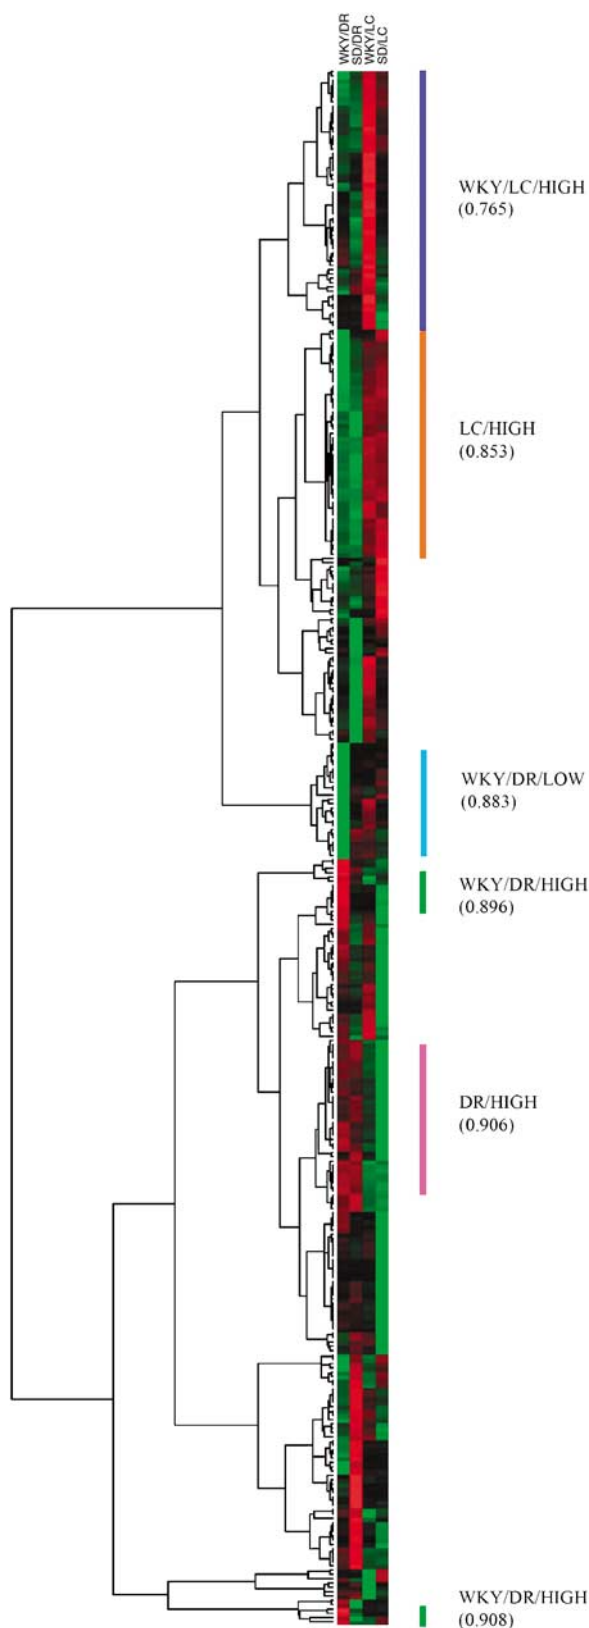 WKY/DR
SD/DR
WKY/LC
SD/LC
WKY/LC/HIGH
(0.765)
LC/HIGH
(0.853)
WKY/DR/LOW
(0.883)
WKY/DR/HIGH
(0.896)
DR/HIGH
(0.906)
WKY/DR/HIGH
(0.908)